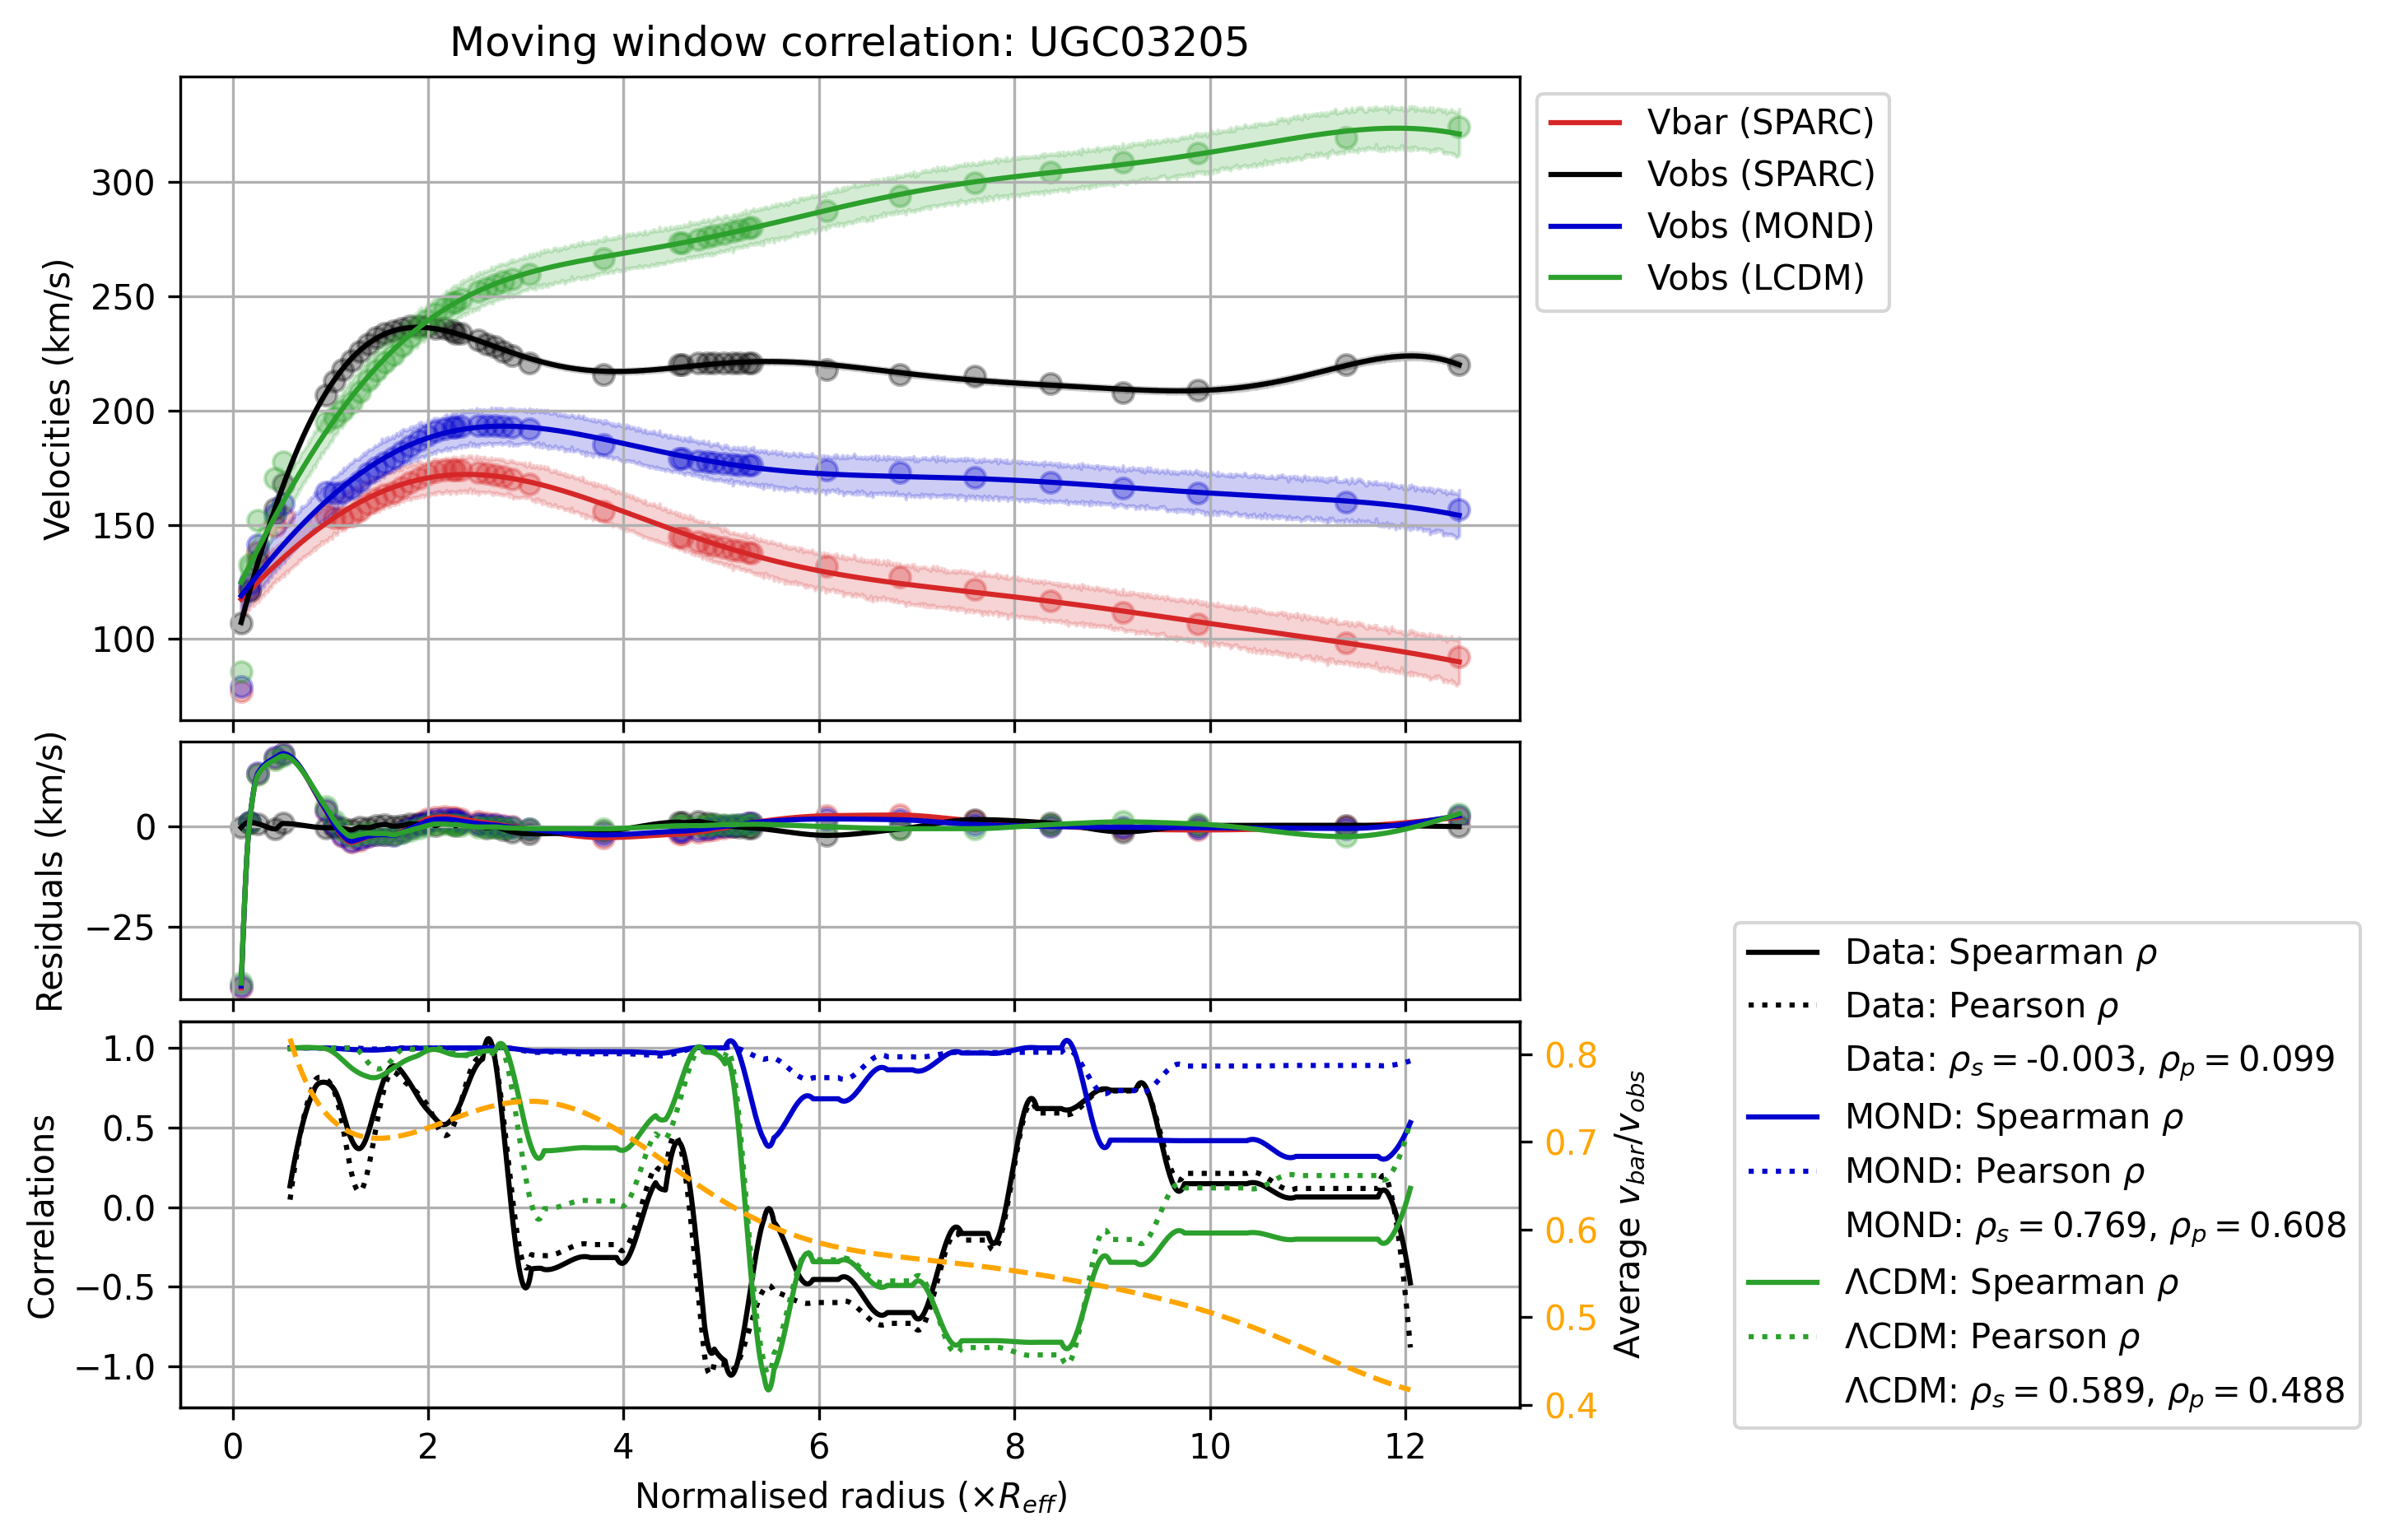 Moving window correlation: UGC03205
Velocities (km/s)
300
250
200
150
100
Vbar (SPARC)
Vobs (SPARC)
Vobs (MOND)
Vobs (LCDM)
Residuals (km/s)
0
−25
Correlations
1.0
0.5
0.0
−0.5
−1.0
0.8
0.7
0.6
0.5
0.4
Average v_bar/v_obs
0 2 4 6 8 10 12
Normalised radius (×R_eff)
Data: Spearman ρ
Data: Pearson ρ
Data: ρ_s = -0.003, ρ_p = 0.099
MOND: Spearman ρ
MOND: Pearson ρ
MOND: ρ_s = 0.769, ρ_p = 0.608
ΛCDM: Spearman ρ
ΛCDM: Pearson ρ
ΛCDM: ρ_s = 0.589, ρ_p = 0.488